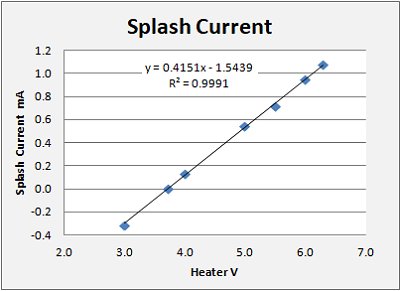 Splash Current
y = 0.4151x - 1.5439
R² = 0.9991
1.2
1.0
0.8
0.6
0.4
0.2
0.0
-0.2
-0.4
Splash Current mA
2.0 3.0 4.0 5.0 6.0 7.0
Heater V